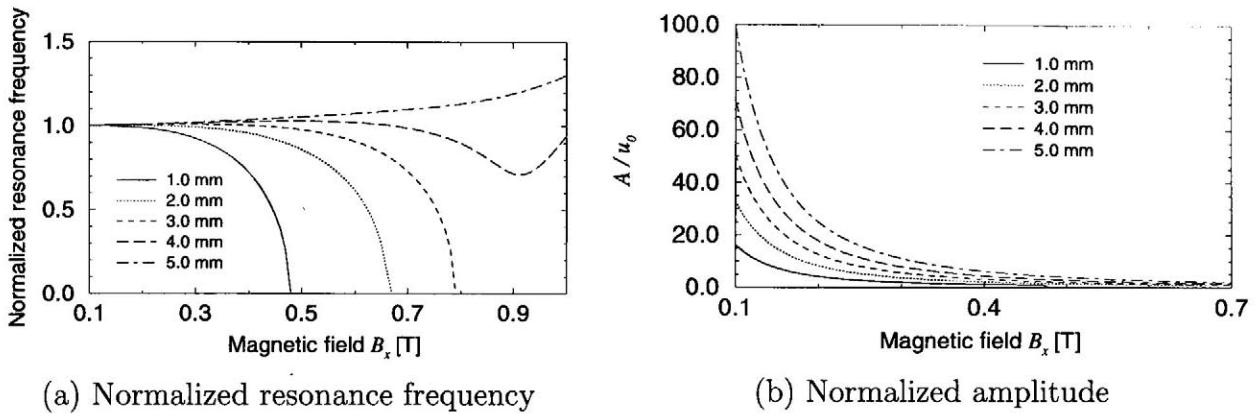 Normalized resonance frequency
1.5
1.0
0.5
0.0
1.0 mm
2.0 mm
3.0 mm
4.0 mm
5.0 mm
0.1 0.3 0.5 0.7 0.9
Magnetic field Bₓ [T]
(a) Normalized resonance frequency
A / u₀
100.0
80.0
60.0
40.0
20.0
0.0
1.0 mm
2.0 mm
3.0 mm
4.0 mm
5.0 mm
0.1 0.4 0.7
Magnetic field Bₓ [T]
(b) Normalized amplitude